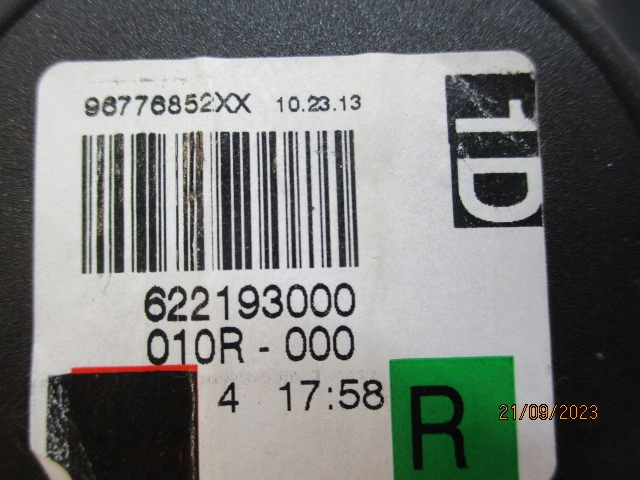 96776852XX 10.23.13
1D
622193000
010R - 000
4 17:58
R
21/09/2023